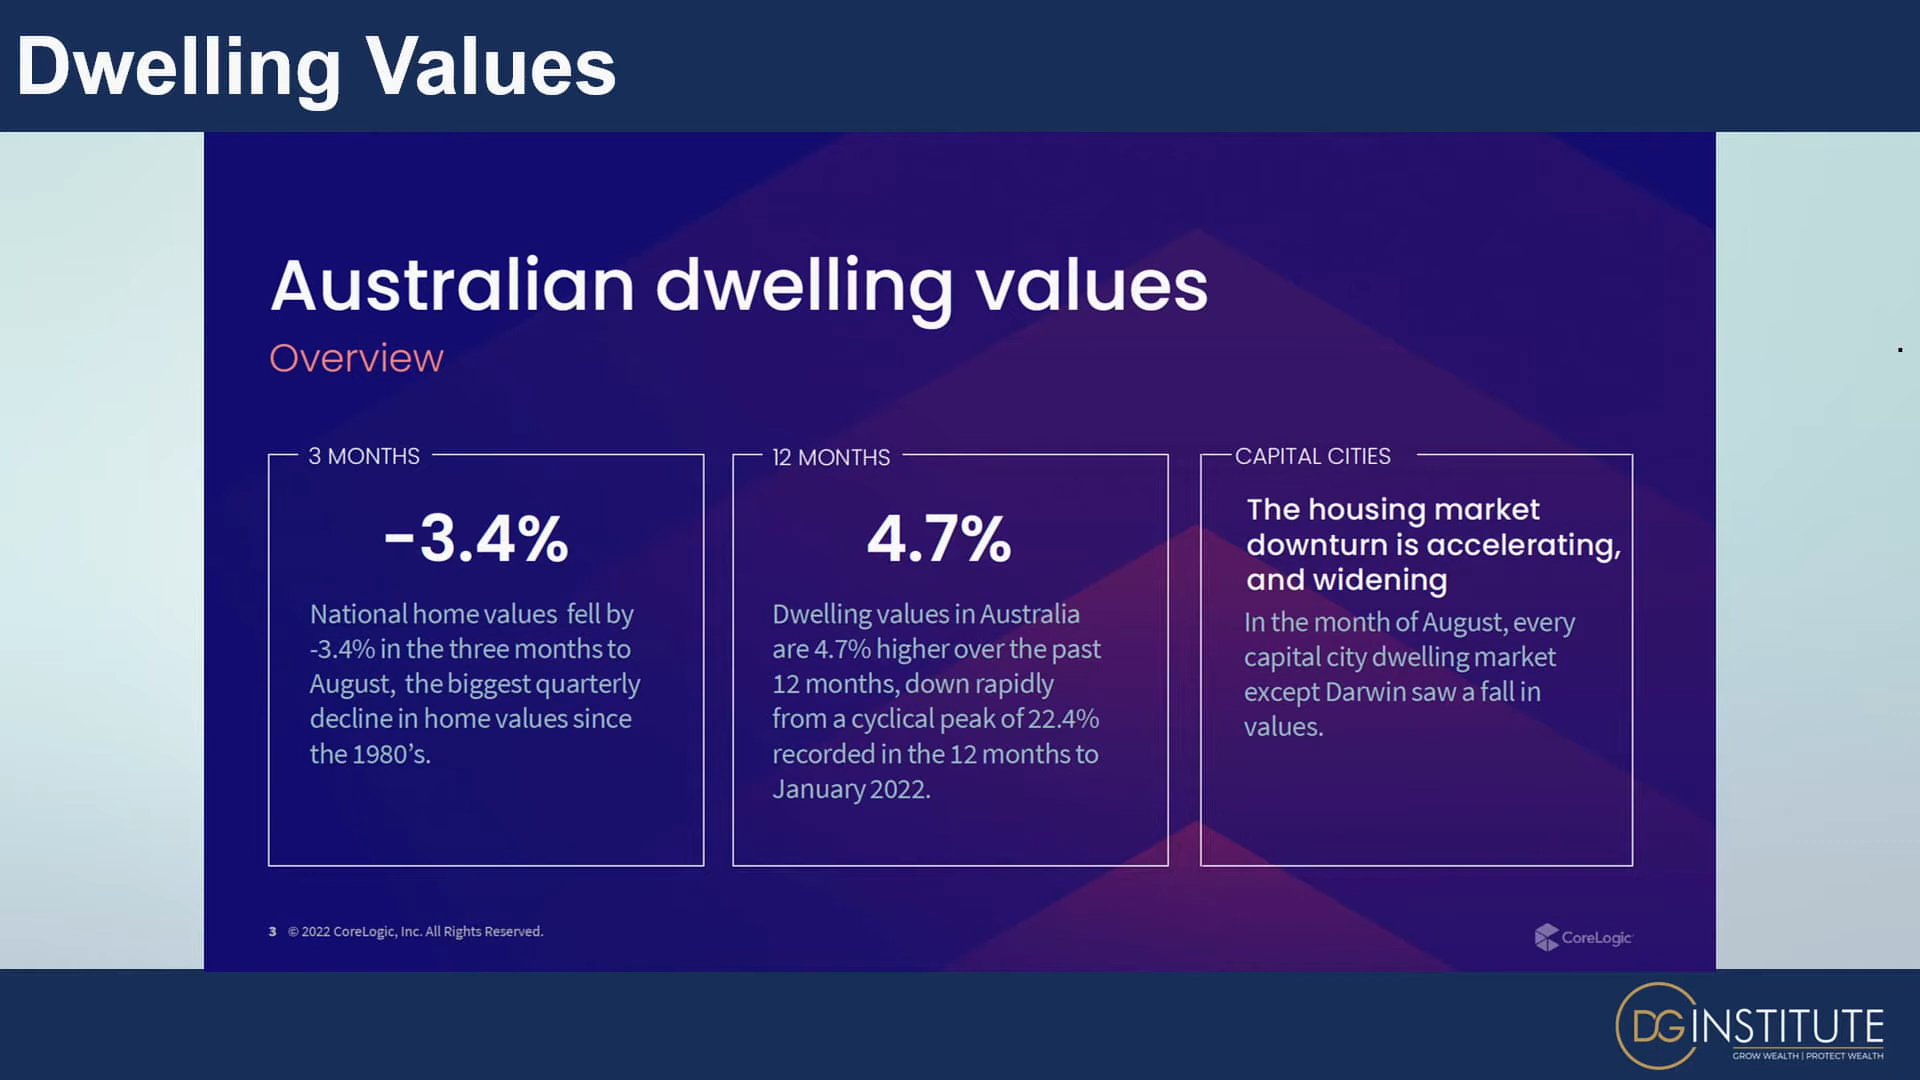 Dwelling Values
Australian dwelling values
Overview
3 MONTHS
-3.4%
National home values fell by
-3.4% in the three months to
August, the biggest quarterly
decline in home values since
the 1980’s.
12 MONTHS
4.7%
Dwelling values in Australia
are 4.7% higher over the past
12 months, down rapidly
from a cyclical peak of 22.4%
recorded in the 12 months to
January 2022.
CAPITAL CITIES
The housing market
downturn is accelerating,
and widening
In the month of August, every
capital city dwelling market
except Darwin saw a fall in
values.
3 © 2022 CoreLogic, Inc. All Rights Reserved.
CoreLogic
DG INSTITUTE
GROW WEALTH | PROTECT WEALTH